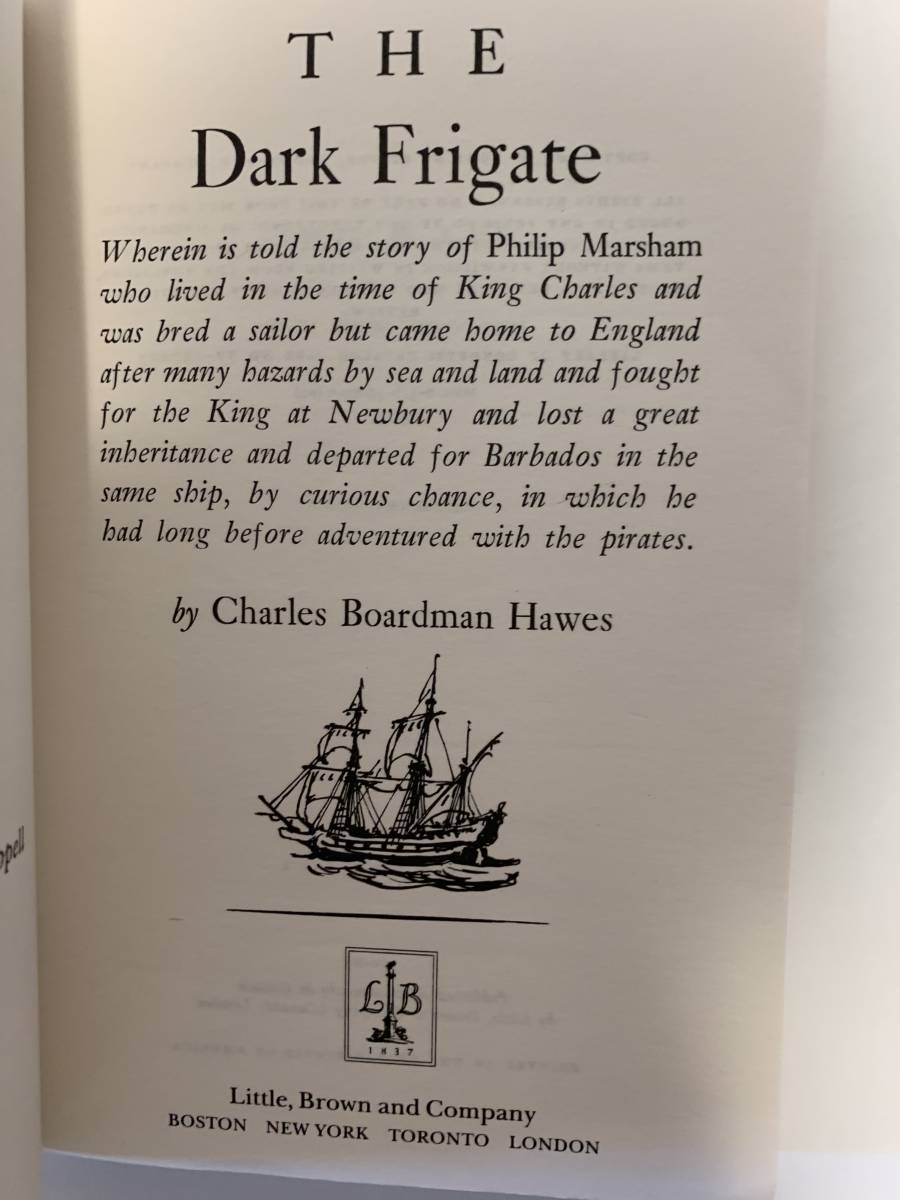 THE
Dark Frigate
Wherein is told the story of Philip Marsham
who lived in the time of King Charles and
was bred a sailor but came home to England
after many hazards by sea and land and fought
for the King at Newbury and lost a great
inheritance and departed for Barbados in the
same ship, by curious chance, in which he
had long before adventured with the pirates.
by Charles Boardman Hawes
L B
1837
Little, Brown and Company
BOSTON NEW YORK TORONTO LONDON